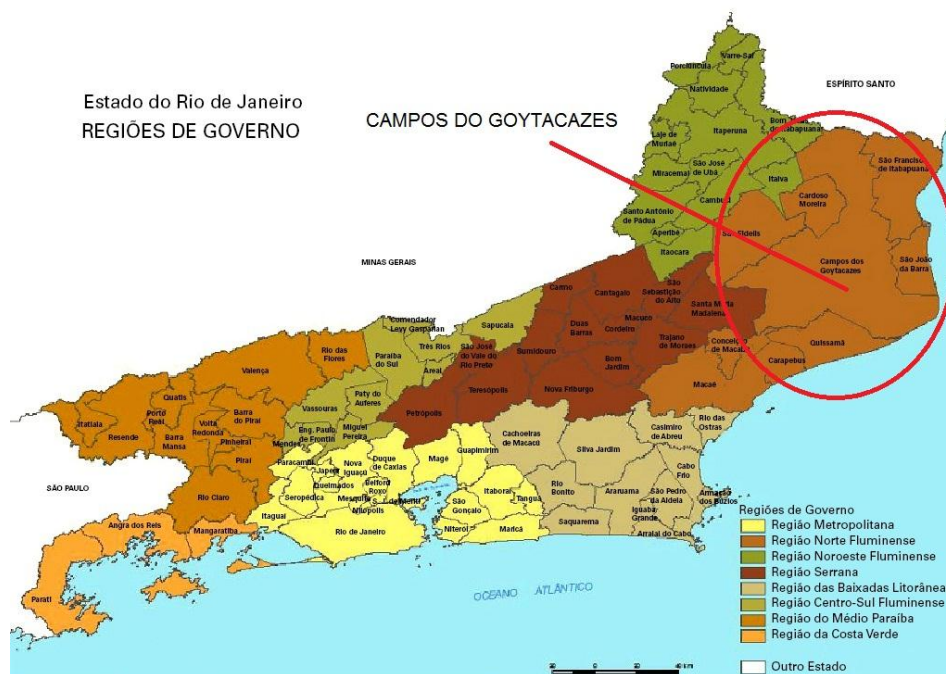 Estado do Rio de Janeiro
REGIÕES DE GOVERNO
CAMPOS DO GOYTACAZES
ESPÍRITO SANTO
MINAS GERAIS
SÃO PAULO
OCEANO ATLÂNTICO
Varre-Sai
Porciúncula
Natividade
Itaperuna
Laje de
Muriaé
São José
de Ubá
Miracema
Italva
Cambuci
Santo Antônio
de Pádua
Aperibé
Itaocara
São Francisco
de Itabapuana
Cardoso
Moreira
Campos dos
Goytacazes
São João
da Barra
Quissamã
Carapebus
Macaé
Carmo
Cantagalo
São
Sebastião
do Alto
Santa Maria
Madalena
Macuco
Cordeiro
Duas
Barras
Trajano
de Moraes
Sumidouro
Bom
Jardim
São José
do Vale do
Rio Preto
Teresópolis
Nova Friburgo
Petrópolis
Comendador
Levy Gasparian
Sapucaia
Três Rios
Paraíba
do Sul
Areal
Paty do
Alferes
Vassouras
Miguel
Pereira
Eng. Paulo
de Frontin
Mendes
Rio das
Flores
Valença
Quatis
Porto
Real
Itatiaia
Resende
Barra
Mansa
Volta
Redonda
Barra
do Piraí
Pinheiral
Piraí
Rio Claro
Angra dos Reis
Mangaratiba
Parati
Paracambi
Japeri
Nova
Iguaçu
Queimados
Seropédica
Itaguaí
Duque
de Caxias
Belford
Roxo
Mesquita
Nilópolis
Magé
Guapimirim
Rio de Janeiro
Niterói
São
Gonçalo
Itaboraí
Tanguá
Maricá
Cachoeiras
de Macacu
Silva Jardim
Casimiro
de Abreu
Rio das
Ostras
Rio
Bonito
Araruama
Cabo
Frio
São Pedro
da Aldeia
Armação
dos Búzios
Iguaba
Grande
Saquarema
Arraial do Cabo
Regiões de Governo
Região Metropolitana
Região Norte Fluminense
Região Noroeste Fluminense
Região Serrana
Região das Baixadas Litorânea
Região Centro-Sul Fluminense
Região do Médio Paraíba
Região da Costa Verde
Outro Estado